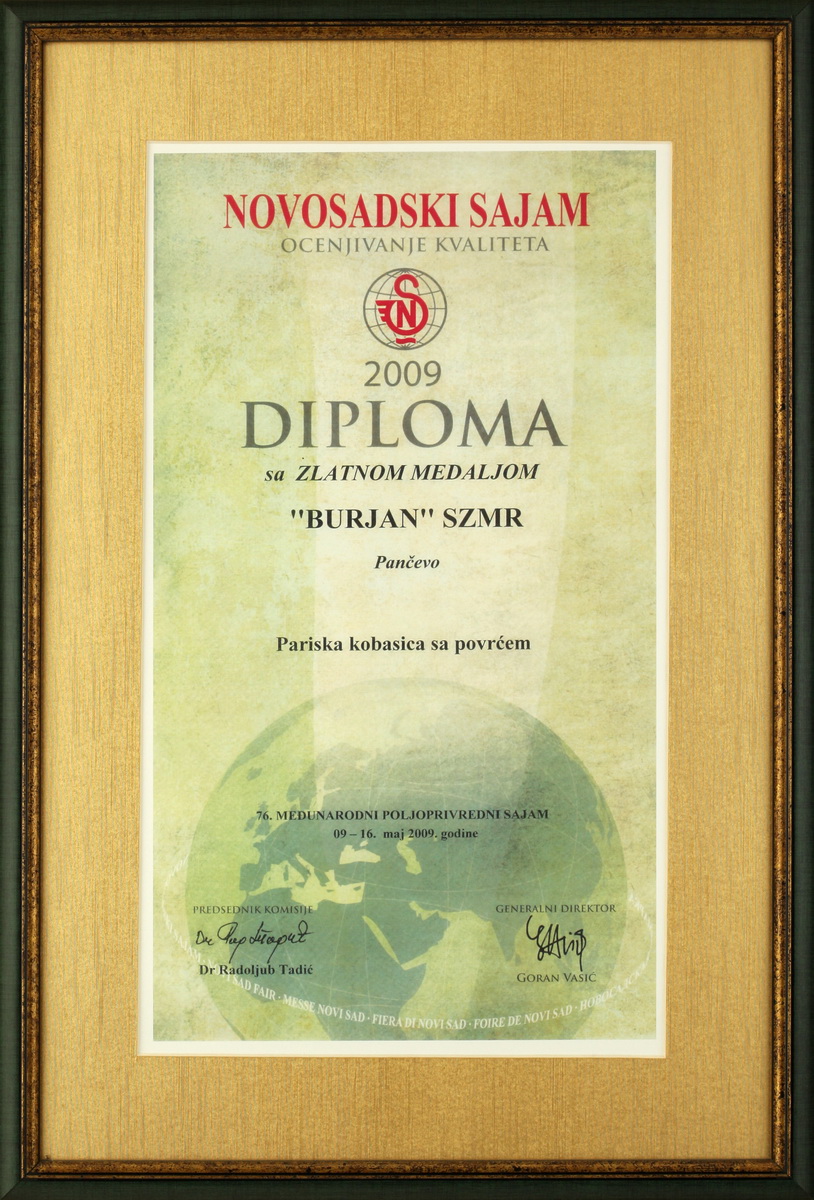 NOVOSADSKI SAJAM
OCENJIVANJE KVALITETA
NS
2009
DIPLOMA
sa ZLATNOM MEDALJOM
"BURJAN" SZMR
Pančevo
Pariska kobasica sa povrćem
76. MEĐUNARODNI POLJOPRIVREDNI SAJAM
09 – 16. maj 2009. godine
PREDSEDNIK KOMISIJE
Dr Radoljub Tadić
GENERALNI DIREKTOR
GORAN VASIĆ
SAD FAIR · MESSE NOVI SAD · FIERA DI NOVI SAD · FOIRE DE NOVI SAD